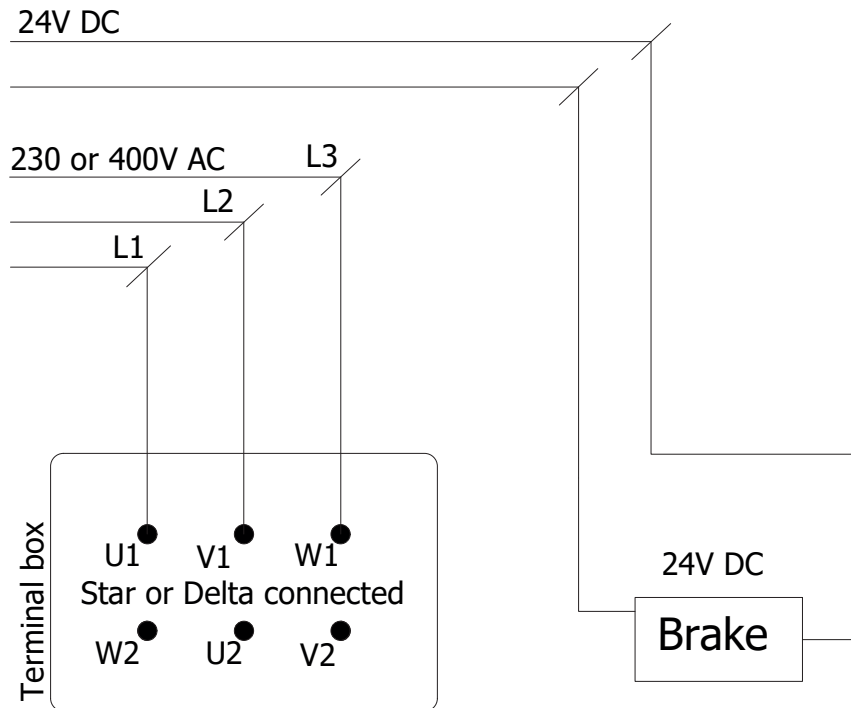 24V DC
230 or 400V AC
L3
L2
L1
Terminal box
U1
V1
W1
Star or Delta connected
W2
U2
V2
24V DC
Brake